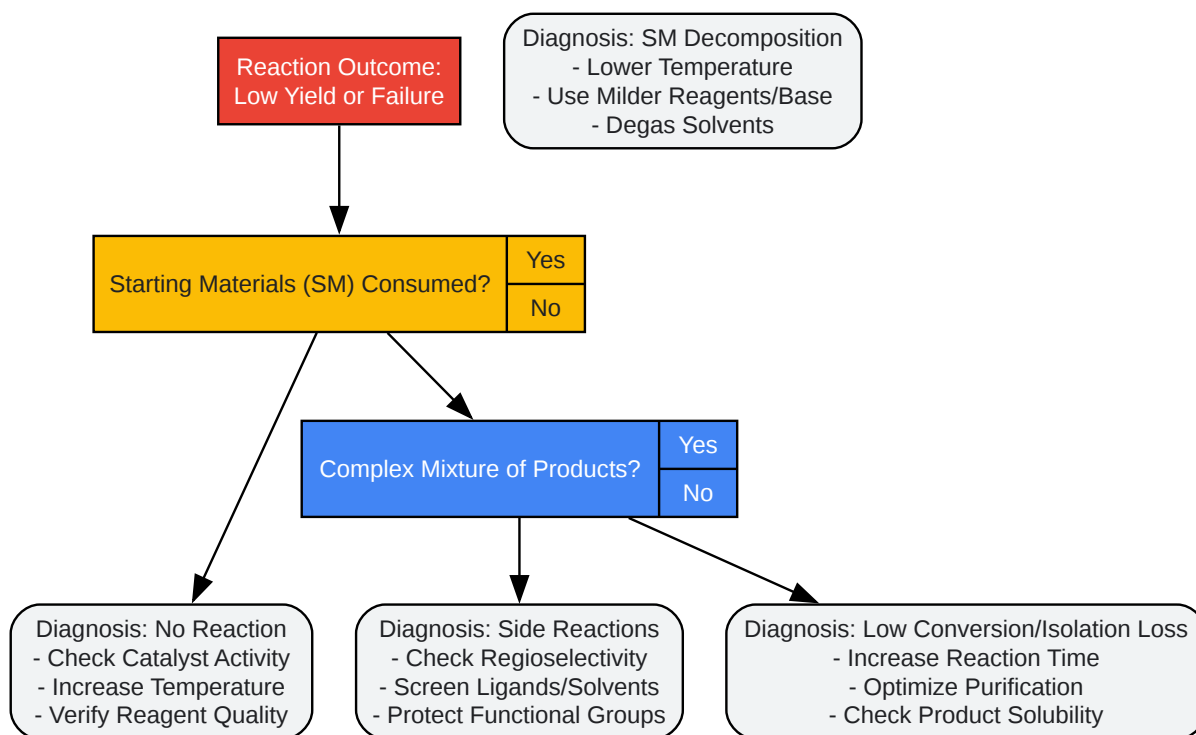 Reaction Outcome:
Low Yield or Failure
Diagnosis: SM Decomposition
- Lower Temperature
- Use Milder Reagents/Base
- Degas Solvents
Starting Materials (SM) Consumed?
Yes
No
Complex Mixture of Products?
Yes
No
Diagnosis: No Reaction
- Check Catalyst Activity
- Increase Temperature
- Verify Reagent Quality
Diagnosis: Side Reactions
- Check Regioselectivity
- Screen Ligands/Solvents
- Protect Functional Groups
Diagnosis: Low Conversion/Isolation Loss
- Increase Reaction Time
- Optimize Purification
- Check Product Solubility